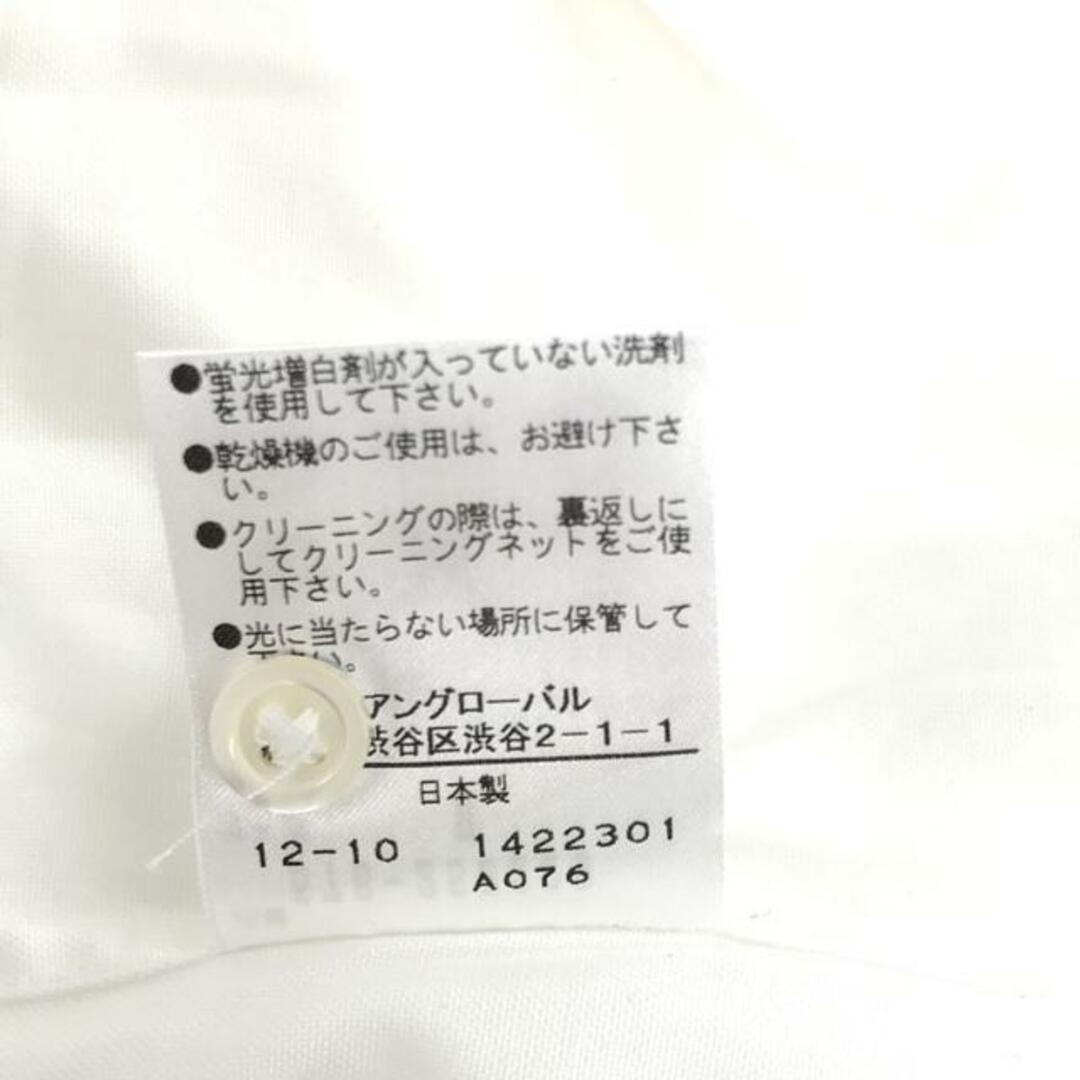 ●蛍光増白剤が入っていない洗剤
を使用して下さい。
●乾燥機のご使用は、お避け下さ
い。
●クリーニングの際は、裏返しに
してクリーニングネットをご使
用下さい。
●光に当たらない場所に保管して
下さい。
アングローバル
渋谷区渋谷2-1-1
日本製
12-10 1422301
A076